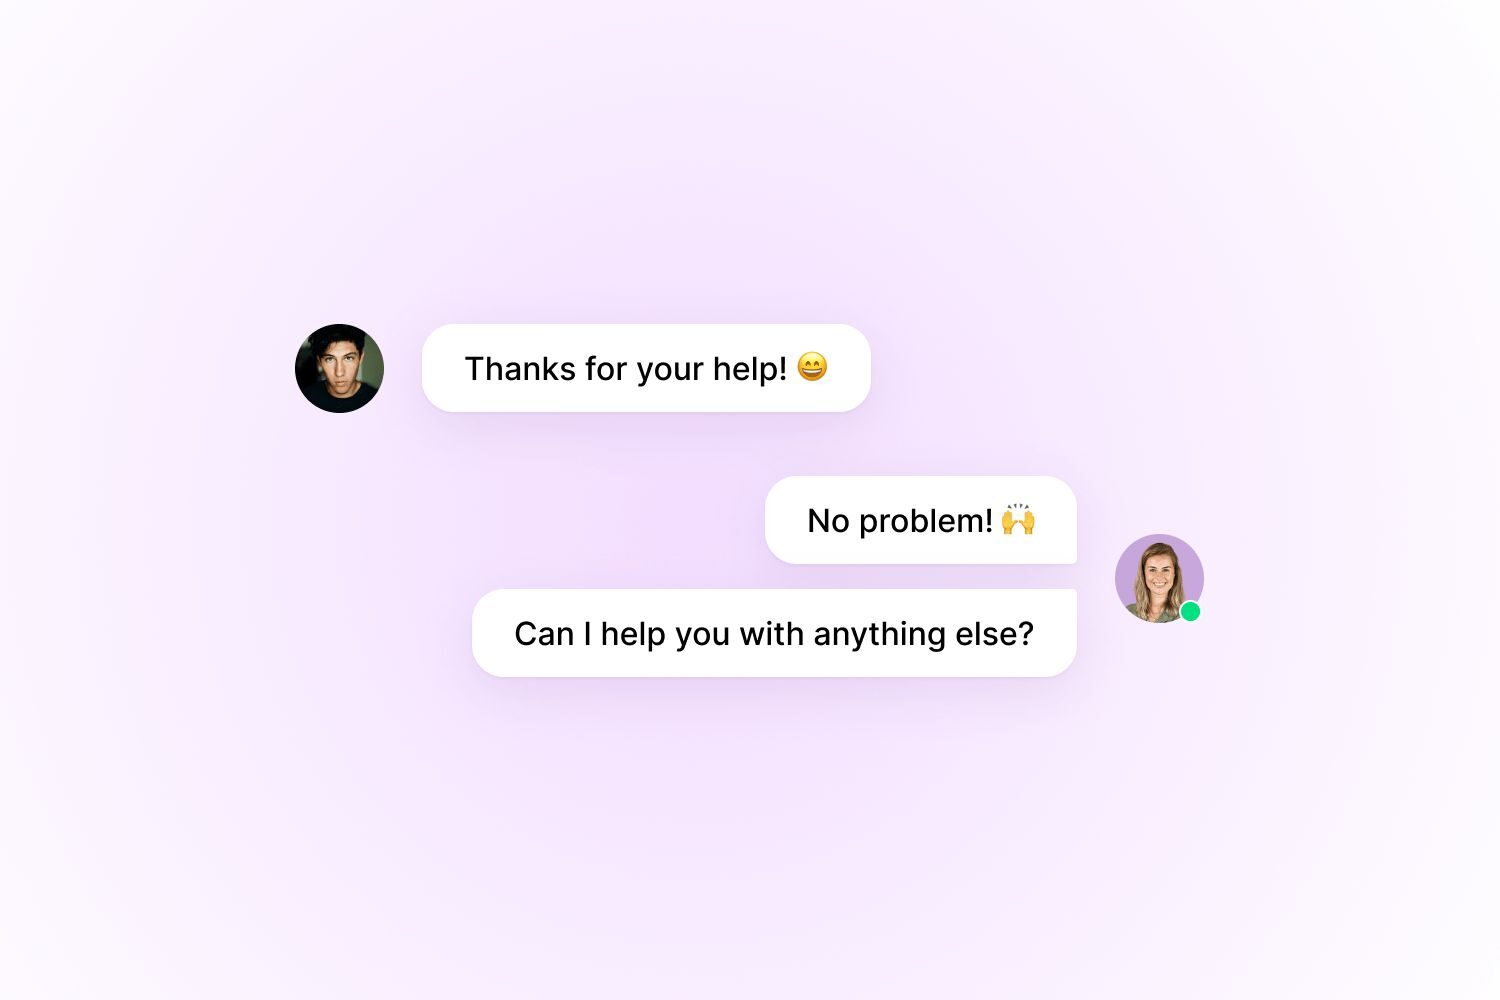 Thanks for your help! 😄
No problem! 🙌
Can I help you with anything else?